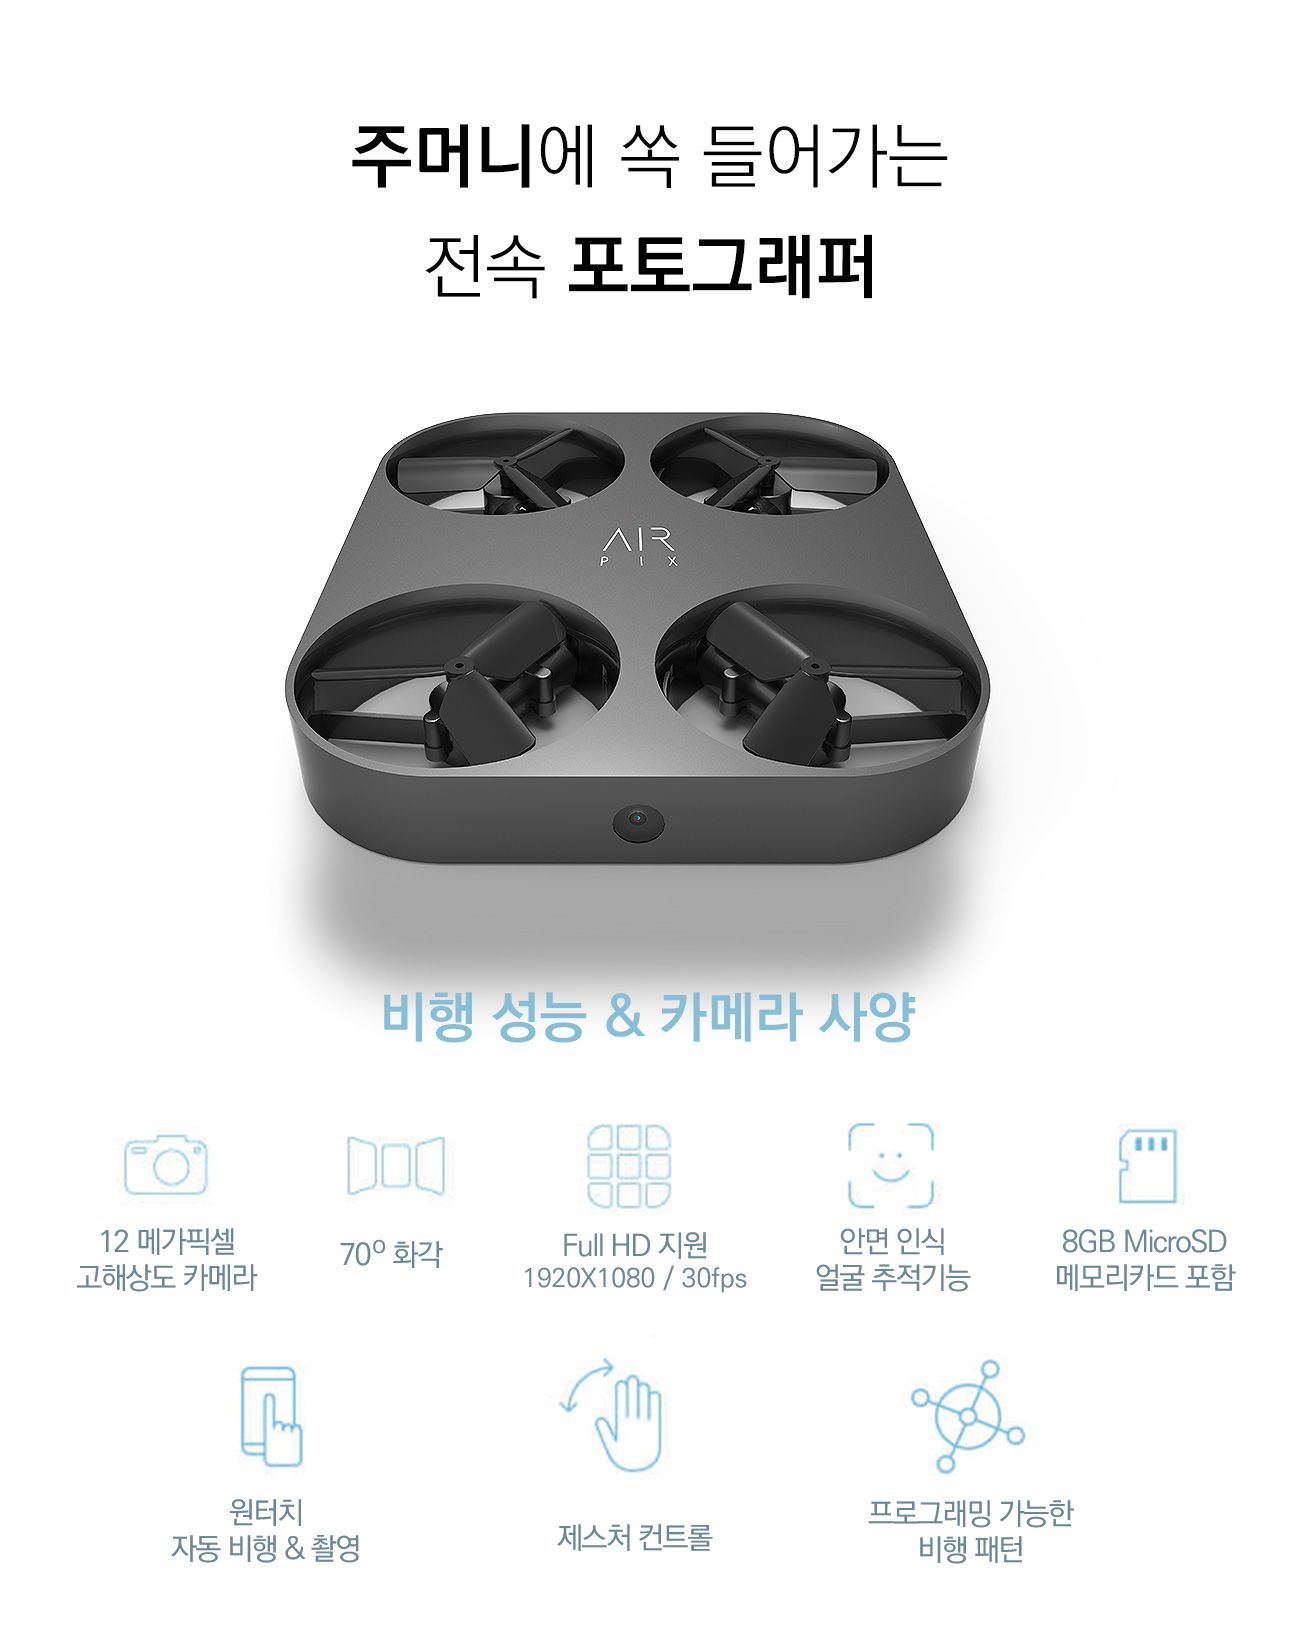 주머니에 쏙 들어가는
전속 포토그래퍼
AIR
PIX
비행 성능 & 카메라 사양
12 메가픽셀
고해상도 카메라
70º 화각
Full HD 지원
1920X1080 / 30fps
안면 인식
얼굴 추적기능
8GB MicroSD
메모리카드 포함
원터치
자동 비행 & 촬영
제스처 컨트롤
프로그래밍 가능한
비행 패턴